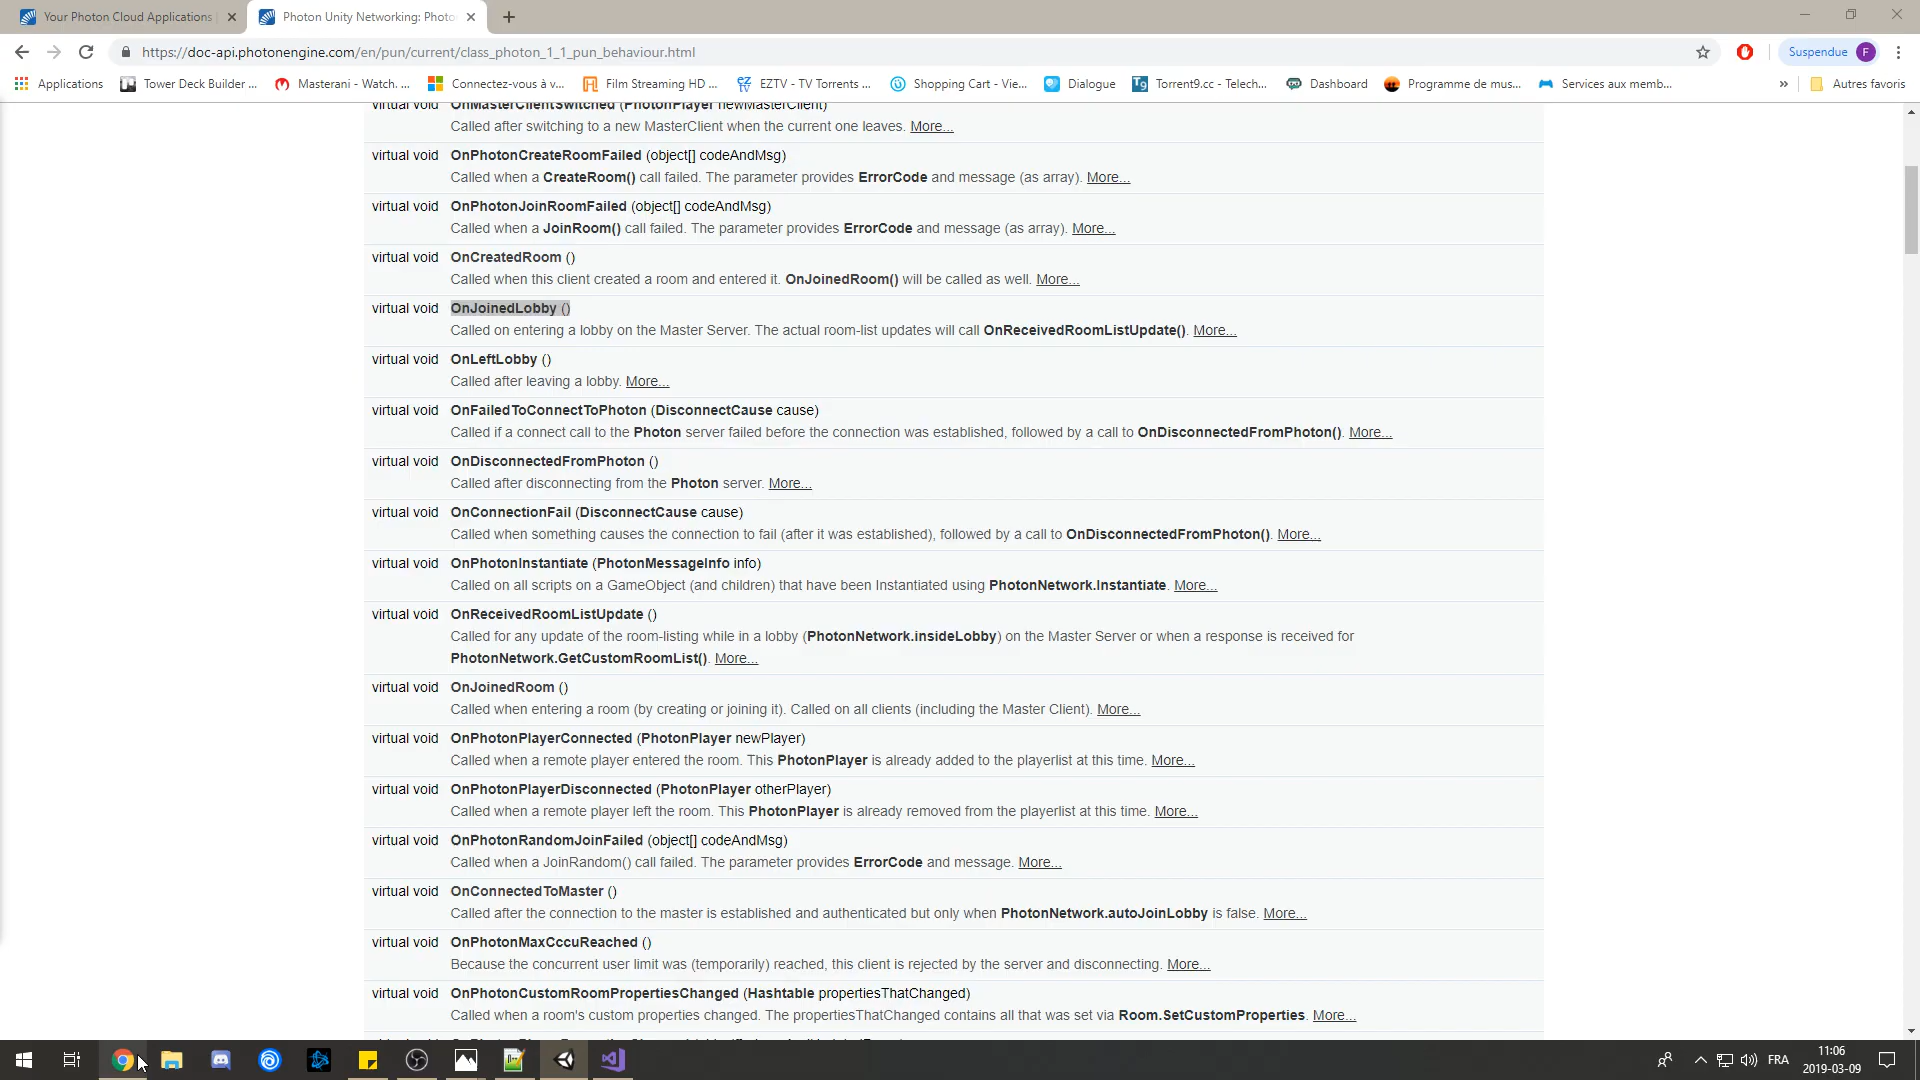 Your Photon Cloud Applications
Photon Unity Networking: Photo
https://doc-api.photonengine.com/en/pun/current/class_photon_1_1_pun_behaviour.html
Suspendue F
Applications Tower Deck Builder ... Masterani - Watch. ... Connectez-vous à v... Film Streaming HD ... EZTV - TV Torrents ... Shopping Cart - Vie... Dialogue Torrent9.cc - Telech... Dashboard Programme de mus... Services aux memb... » Autres favoris
virtual void OnMasterClientSwitched (PhotonPlayer newMasterClient)
Called after switching to a new MasterClient when the current one leaves. More...
virtual void OnPhotonCreateRoomFailed (object[] codeAndMsg)
Called when a CreateRoom() call failed. The parameter provides ErrorCode and message (as array). More...
virtual void OnPhotonJoinRoomFailed (object[] codeAndMsg)
Called when a JoinRoom() call failed. The parameter provides ErrorCode and message (as array). More...
virtual void OnCreatedRoom ()
Called when this client created a room and entered it. OnJoinedRoom() will be called as well. More...
virtual void OnJoinedLobby ()
Called on entering a lobby on the Master Server. The actual room-list updates will call OnReceivedRoomListUpdate(). More...
virtual void OnLeftLobby ()
Called after leaving a lobby. More...
virtual void OnFailedToConnectToPhoton (DisconnectCause cause)
Called if a connect call to the Photon server failed before the connection was established, followed by a call to OnDisconnectedFromPhoton(). More...
virtual void OnDisconnectedFromPhoton ()
Called after disconnecting from the Photon server. More...
virtual void OnConnectionFail (DisconnectCause cause)
Called when something causes the connection to fail (after it was established), followed by a call to OnDisconnectedFromPhoton(). More...
virtual void OnPhotonInstantiate (PhotonMessageInfo info)
Called on all scripts on a GameObject (and children) that have been Instantiated using PhotonNetwork.Instantiate. More...
virtual void OnReceivedRoomListUpdate ()
Called for any update of the room-listing while in a lobby (PhotonNetwork.insideLobby) on the Master Server or when a response is received for
PhotonNetwork.GetCustomRoomList(). More...
virtual void OnJoinedRoom ()
Called when entering a room (by creating or joining it). Called on all clients (including the Master Client). More...
virtual void OnPhotonPlayerConnected (PhotonPlayer newPlayer)
Called when a remote player entered the room. This PhotonPlayer is already added to the playerlist at this time. More...
virtual void OnPhotonPlayerDisconnected (PhotonPlayer otherPlayer)
Called when a remote player left the room. This PhotonPlayer is already removed from the playerlist at this time. More...
virtual void OnPhotonRandomJoinFailed (object[] codeAndMsg)
Called when a JoinRandom() call failed. The parameter provides ErrorCode and message. More...
virtual void OnConnectedToMaster ()
Called after the connection to the master is established and authenticated but only when PhotonNetwork.autoJoinLobby is false. More...
virtual void OnPhotonMaxCccuReached ()
Because the concurrent user limit was (temporarily) reached, this client is rejected by the server and disconnecting. More...
virtual void OnPhotonCustomRoomPropertiesChanged (Hashtable propertiesThatChanged)
Called when a room's custom properties changed. The propertiesThatChanged contains all that was set via Room.SetCustomProperties. More...
FRA
11:06
2019-03-09